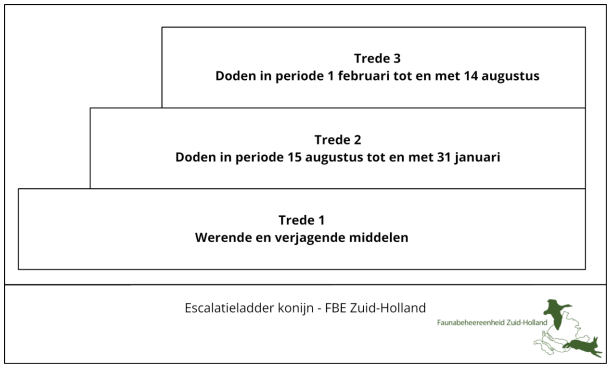 Trede 3
Doden in periode 1 februari tot en met 14 augustus
Trede 2
Doden in periode 15 augustus tot en met 31 januari
Trede 1
Werende en verjagende middelen
Escalatieladder konijn - FBE Zuid-Holland
Faunabeheereenheid Zuid-Holland